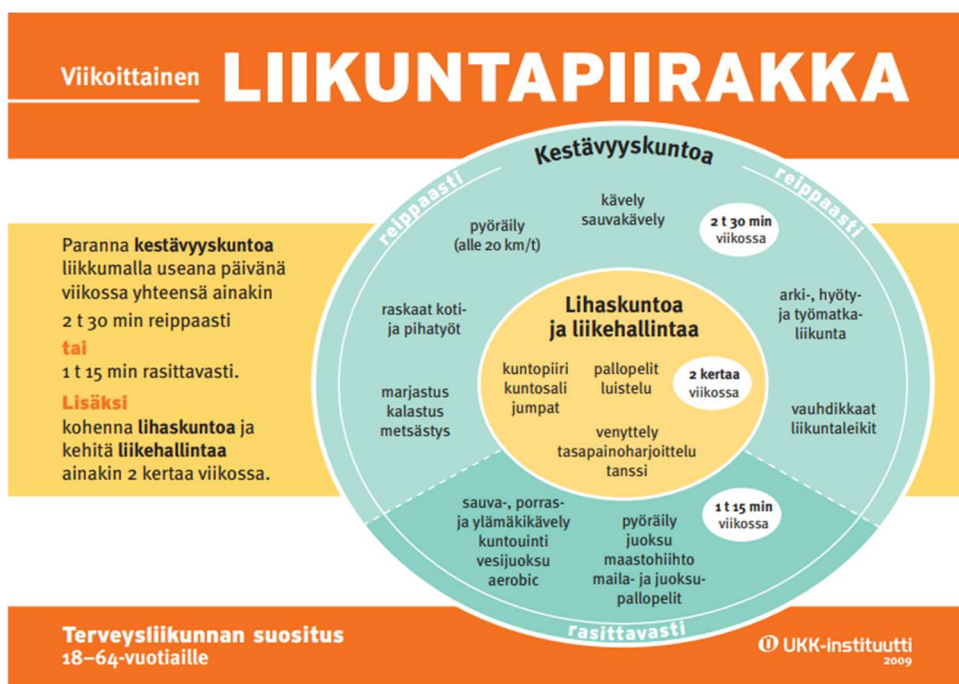 Viikoittainen LIIKUNTAPIIRAKKA
Paranna kestävyyskuntoa
liikkumalla useana päivänä
viikossa yhteensä ainakin
2 t 30 min reippaasti
tai
1 t 15 min rasittavasti.
Lisäksi
kohenna lihaskuntoa ja
kehitä liikehallintaa
ainakin 2 kertaa viikossa.
Kestävyyskuntoa
reippaasti
reippaasti
kävely
sauvakävely
2 t 30 min
viikossa
pyöräily
(alle 20 km/t)
raskaat koti-
ja pihatyöt
arki-, hyöty-
ja työmatka-
liikunta
marjastus
kalastus
metsästys
vauhdikkaat
liikuntaleikit
Lihaskuntoa
ja liikehallintaa
kuntopiiri
kuntosali
jumpat
pallopelit
luistelu
2 kertaa
viikossa
venyttely
tasapainoharjoittelu
tanssi
sauva-, porras-
ja ylämäkikävely
kuntouinti
vesijuoksu
aerobic
pyöräily
juoksu
maastohiihto
maila- ja juoksu-
pallopelit
1 t 15 min
viikossa
rasittavasti
Terveysliikunnan suositus
18–64-vuotiaille
UKK-instituutti
2009